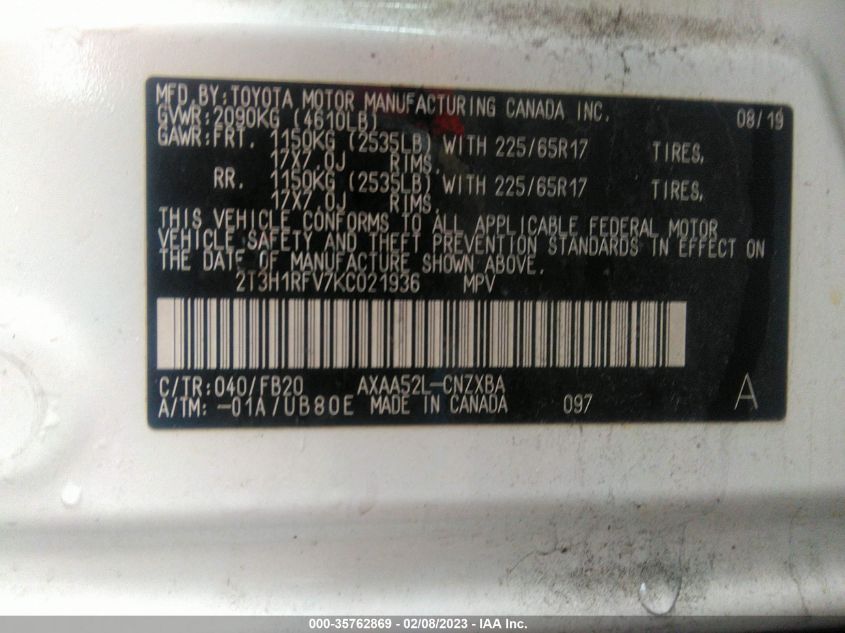 MFD.BY:TOYOTA MOTOR MANUFACTURING CANADA INC. 08/19
GVWR:2090KG (4610LB)
GAWR:FRT. 1150KG (2535LB) WITH 225/65R17 TIRES,
17X7.0J RIMS,
RR. 1150KG (2535LB) WITH 225/65R17 TIRES,
17X7.0J RIMS,
THIS VEHICLE CONFORMS TO ALL APPLICABLE FEDERAL MOTOR
VEHICLE SAFETY AND THEFT PREVENTION STANDARDS IN EFFECT ON
THE DATE OF MANUFACTURE SHOWN ABOVE.
2T3H1RFV7KC021936 MPV
C/TR:040/FB20 AXAA52L-CNZXBA
A/TM: -01A/UB80E MADE IN CANADA 097 A
000-35762869 - 02/08/2023 - IAA Inc.